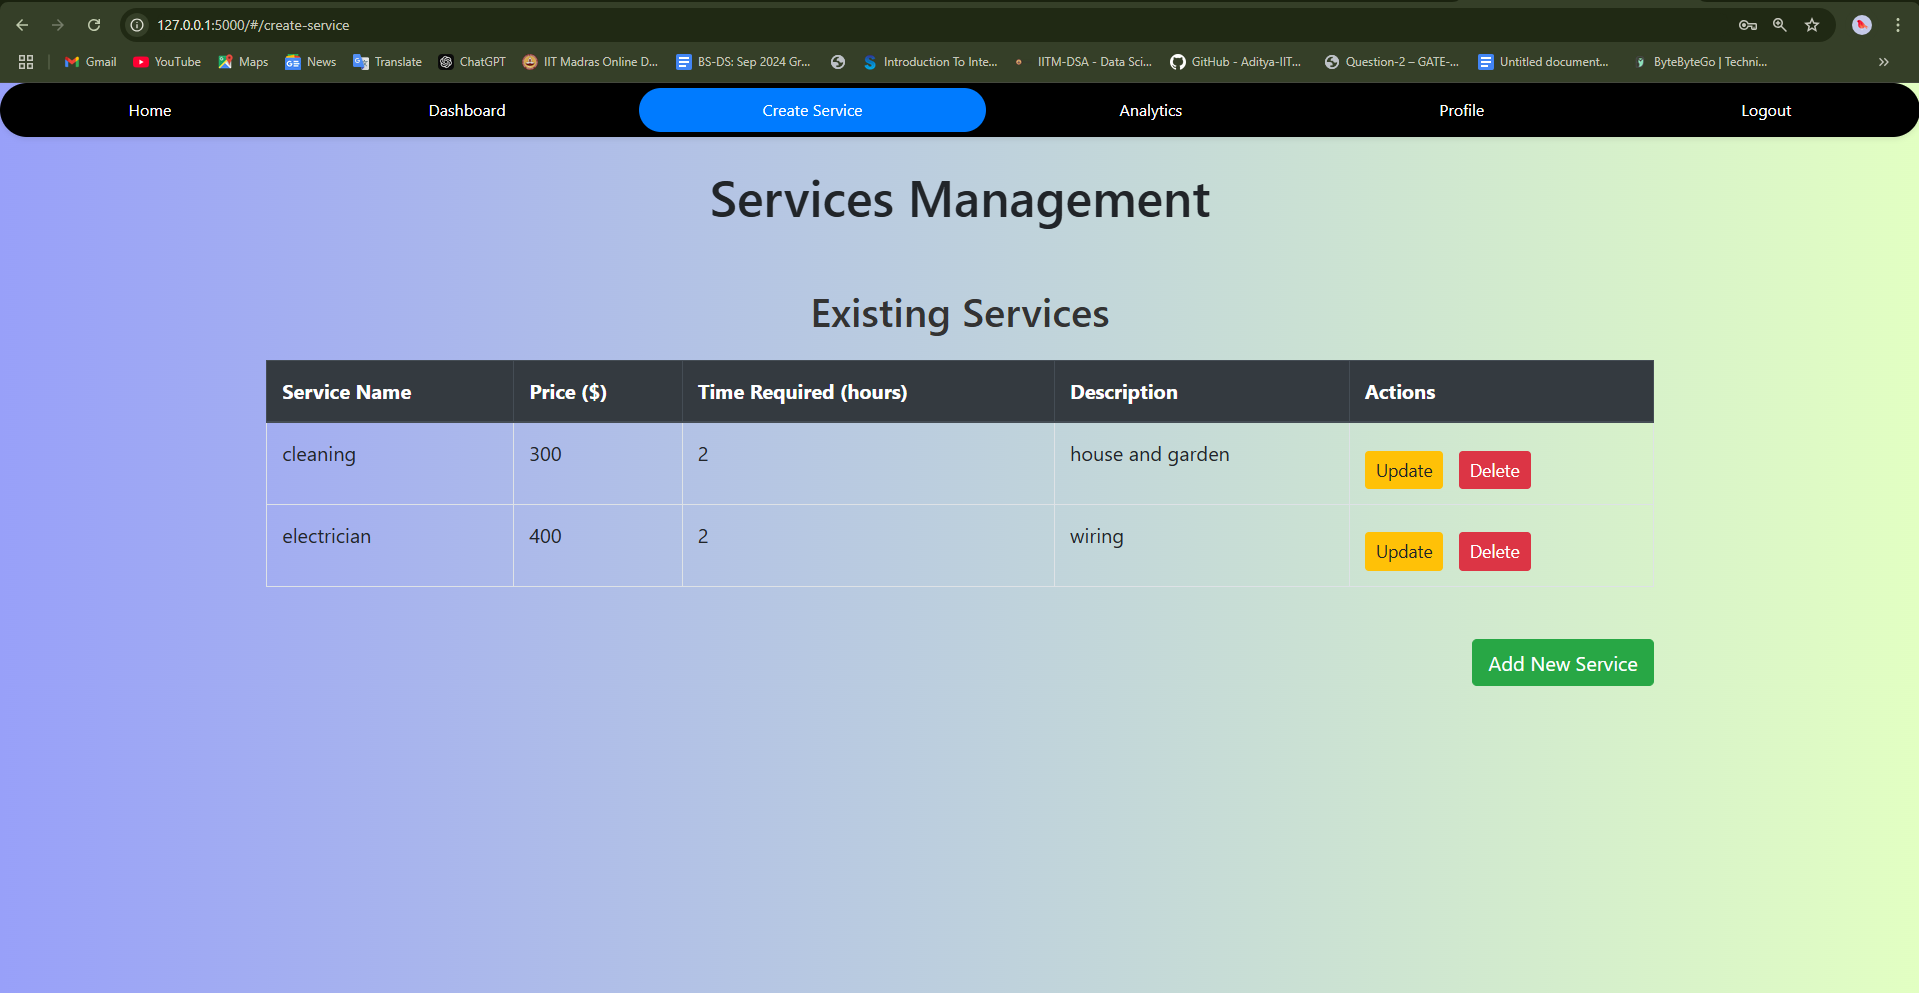 127.0.0.1:5000/#/create-service
Gmail YouTube Maps News Translate ChatGPT IIT Madras Online D... BS-DS: Sep 2024 Gr... Introduction To Inte... IITM-DSA - Data Sci... GitHub - Aditya-IIT... Question-2 – GATE-... Untitled document... ByteByteGo | Techni...
Home Dashboard Create Service Analytics Profile Logout
Services Management
Existing Services
Service Name Price ($) Time Required (hours) Description Actions
cleaning 300 2 house and garden Update Delete
electrician 400 2 wiring Update Delete
Add New Service